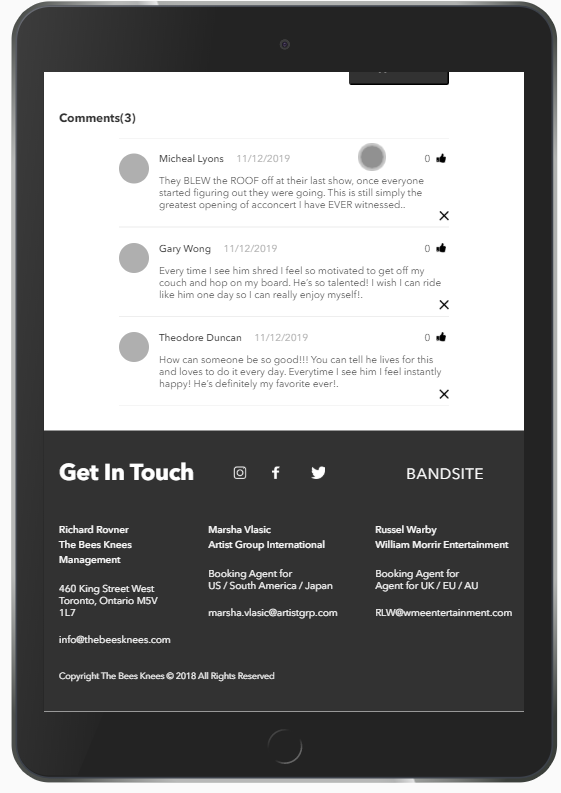 Comments(3)
Micheal Lyons 11/12/2019 0
They BLEW the ROOF off at their last show, once everyone
started figuring out they were going. This is still simply the
greatest opening of acconcert I have EVER witnessed..
Gary Wong 11/12/2019 0
Every time I see him shred I feel so motivated to get off my
couch and hop on my board. He's so talented! I wish I can ride
like him one day so I can really enjoy myself!.
Theodore Duncan 11/12/2019 0
How can someone be so good!!! You can tell he lives for this
and loves to do it every day. Everytime I see him I feel instantly
happy! He's definitely my favorite ever!.
Get In Touch BANDSITE
Richard Rovner
The Bees Knees
Management
460 King Street West
Toronto, Ontario M5V
1L7
info@thebeesknees.com
Marsha Vlasic
Artist Group International
Booking Agent for
US / South America / Japan
marsha.vlasic@artistgrp.com
Russel Warby
William Morrir Entertainment
Booking Agent for
Agent for UK / EU / AU
RLW@wmeentertainment.com
Copyright The Bees Knees © 2018 All Rights Reserved